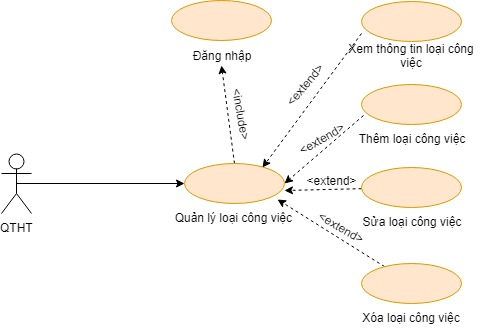 Đăng nhập
Xem thông tin loại công
việc
<extend>
<include>
Thêm loại công việc
<extend>
<extend>
Quản lý loại công việc
QTHT
Sửa loại công việc
<extend>
Xóa loại công việc